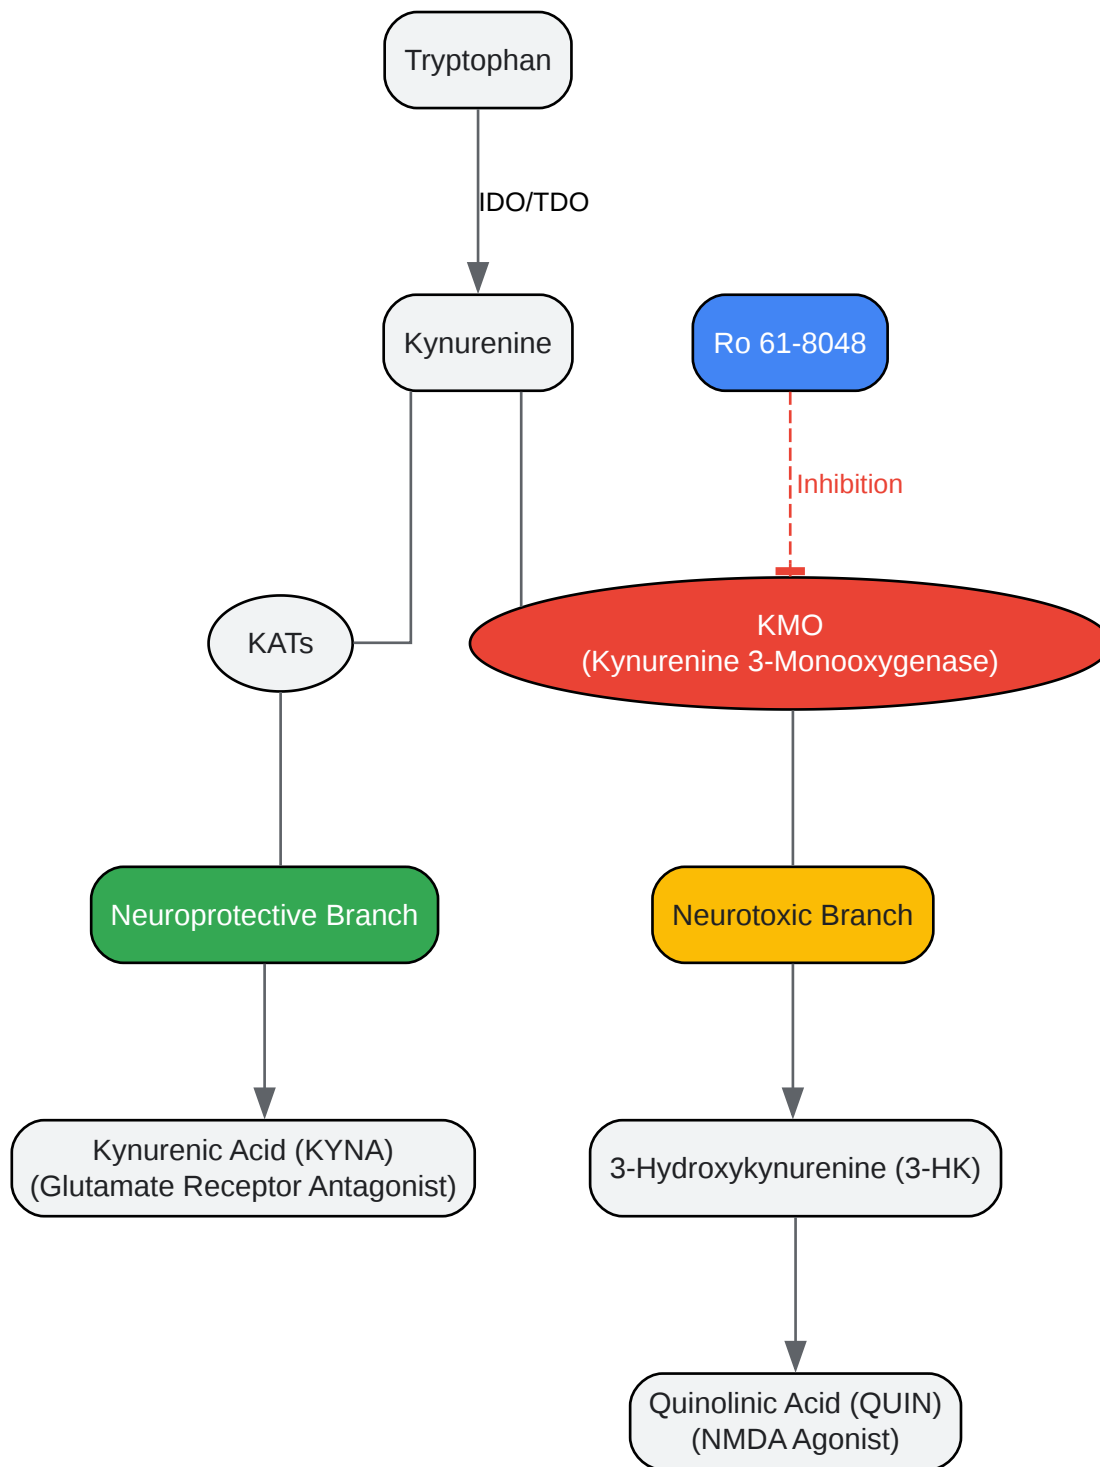 Tryptophan
IDO/TDO
Kynurenine
Ro 61-8048
Inhibition
KATs
KMO
(Kynurenine 3-Monooxygenase)
Neuroprotective Branch
Neurotoxic Branch
Kynurenic Acid (KYNA)
(Glutamate Receptor Antagonist)
3-Hydroxykynurenine (3-HK)
Quinolinic Acid (QUIN)
(NMDA Agonist)